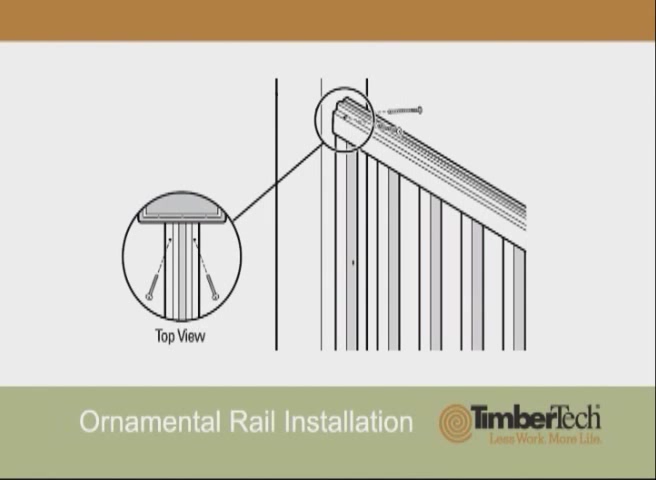 Top View
Ornamental Rail Installation
TimberTech®
Less Work. More Life.